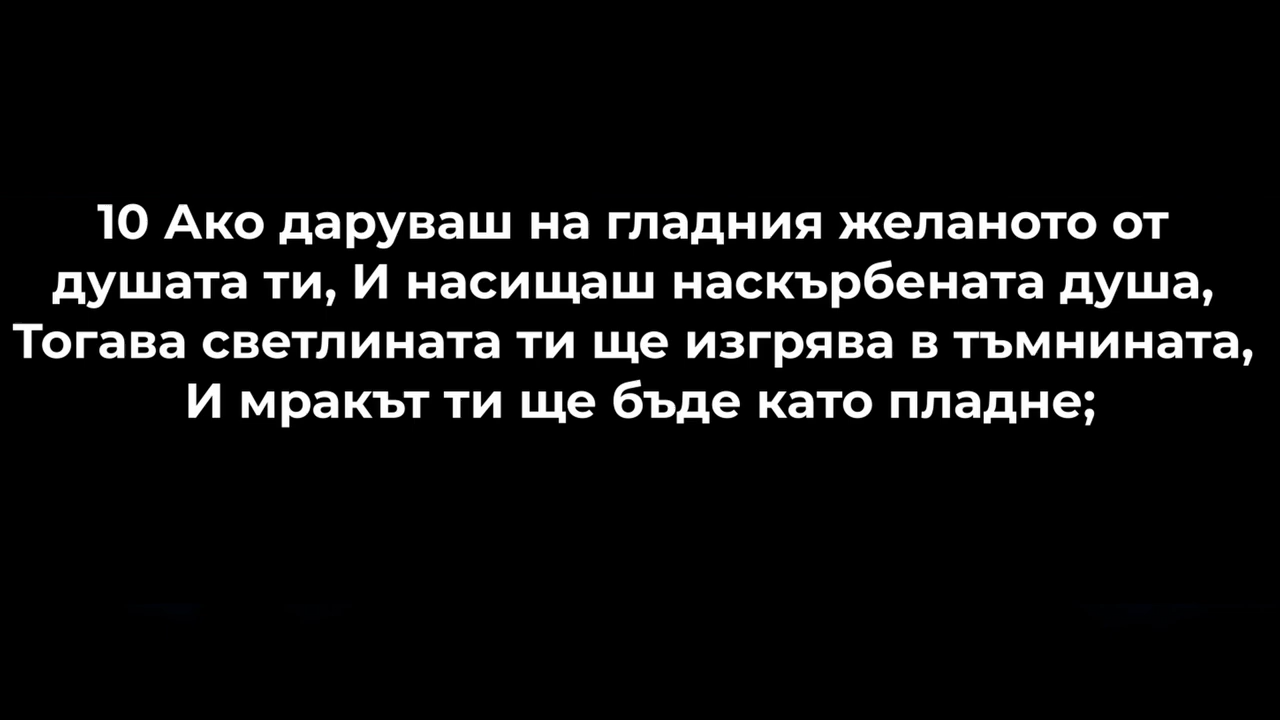 10 Ако даруваш на гладния желаното от
душата ти, И насищаш наскърбената душа,
Тогава светлината ти ще изгрява в тъмнината,
И мракът ти ще бъде като пладне;